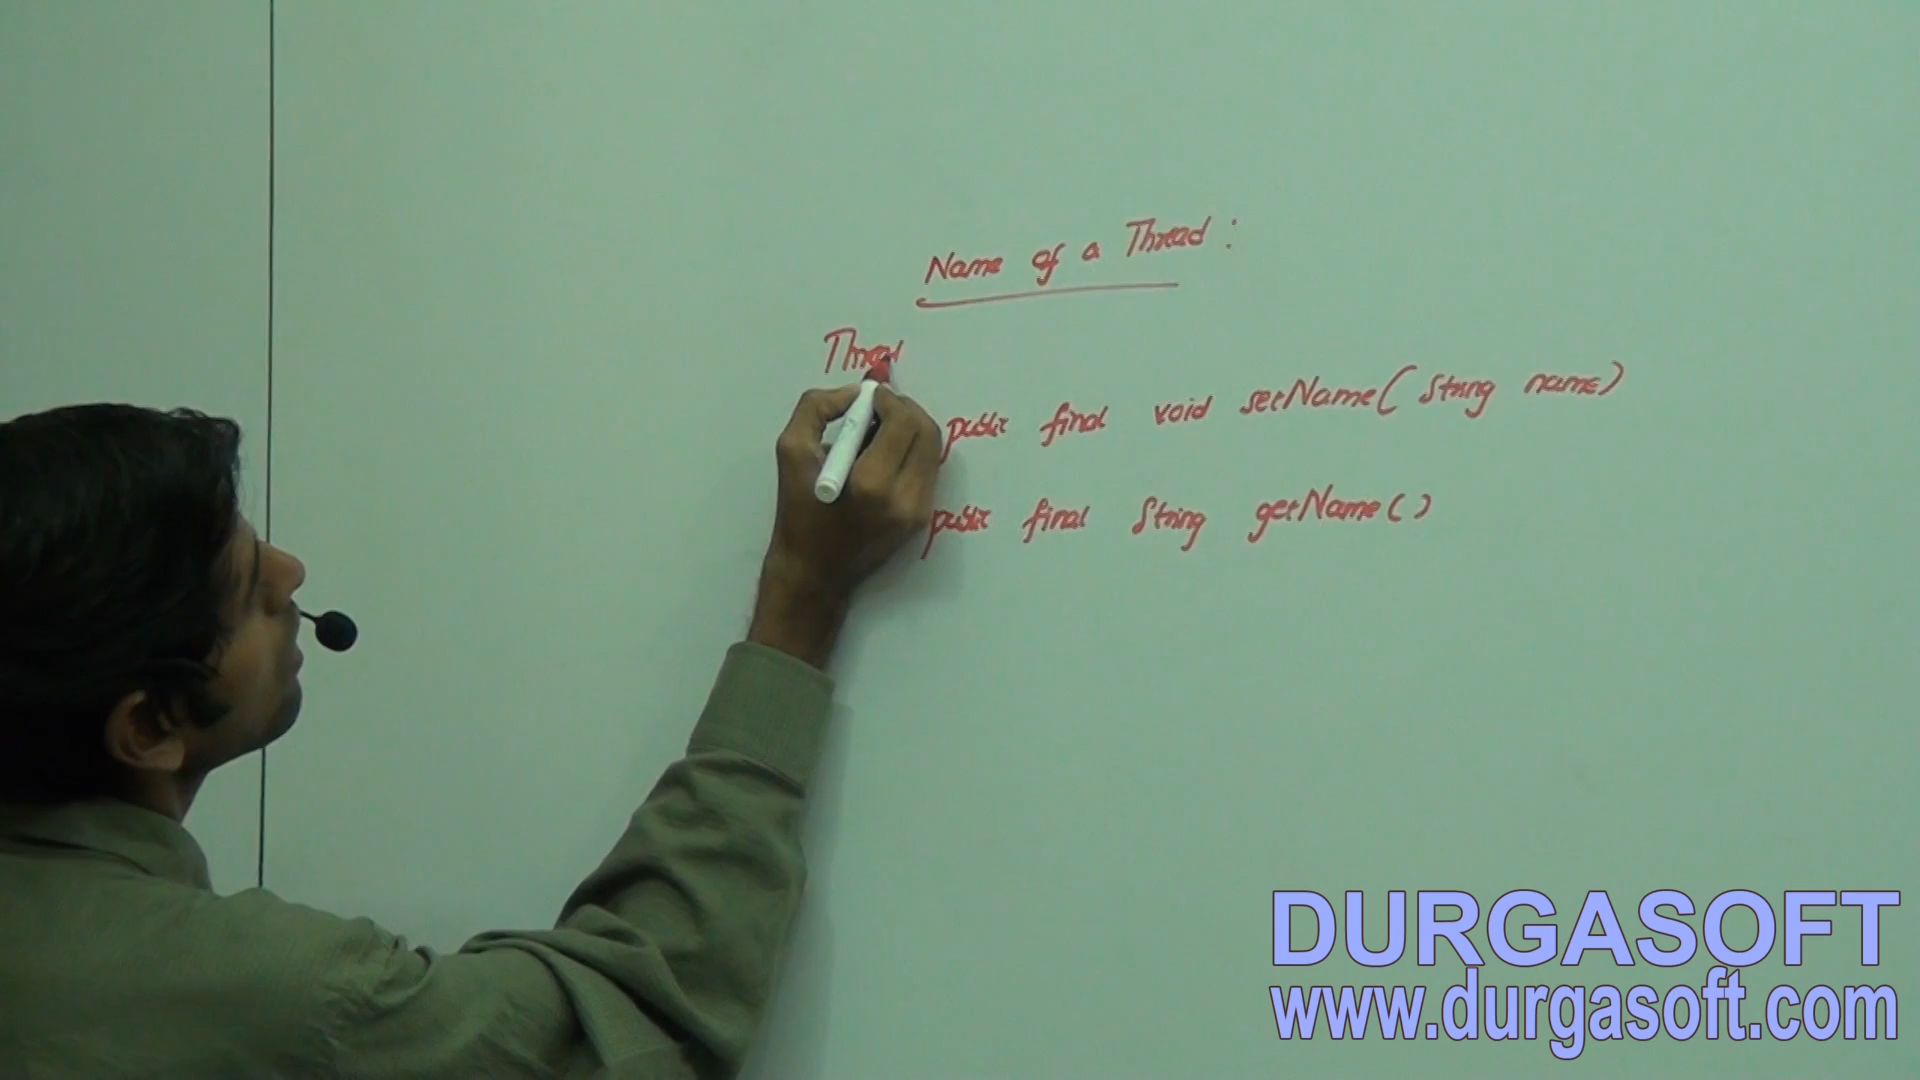 Name of a Thread :
Thread
public final void setName( String name)
public final String getName ( )
DURGASOFT
www.durgasoft.com